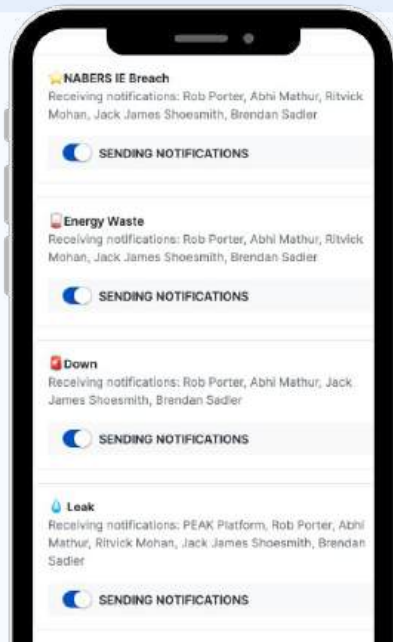 ⭐NABERS IE Breach
Receiving notifications: Rob Porter, Abhi Mathur, Ritvick
Mohan, Jack James Shoesmith, Brendan Sadler
SENDING NOTIFICATIONS
🪫Energy Waste
Receiving notifications: Rob Porter, Abhi Mathur, Ritvick
Mohan, Jack James Shoesmith, Brendan Sadler
SENDING NOTIFICATIONS
🚨Down
Receiving notifications: Rob Porter, Abhi Mathur, Jack
James Shoesmith, Brendan Sadler
SENDING NOTIFICATIONS
💧 Leak
Receiving notifications: PEAK Platform, Rob Porter, Abhi
Mathur, Ritvick Mohan, Jack James Shoesmith, Brendan
Sadler
SENDING NOTIFICATIONS